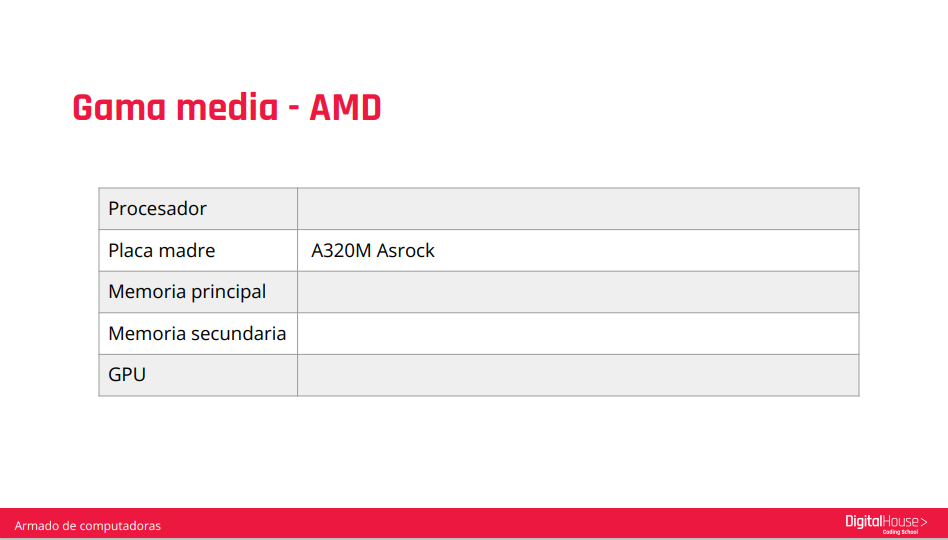 Gama media - AMD
Procesador
Placa madre A320M Asrock
Memoria principal
Memoria secundaria
GPU
Armado de computadoras
DigitalHouse>
Coding School